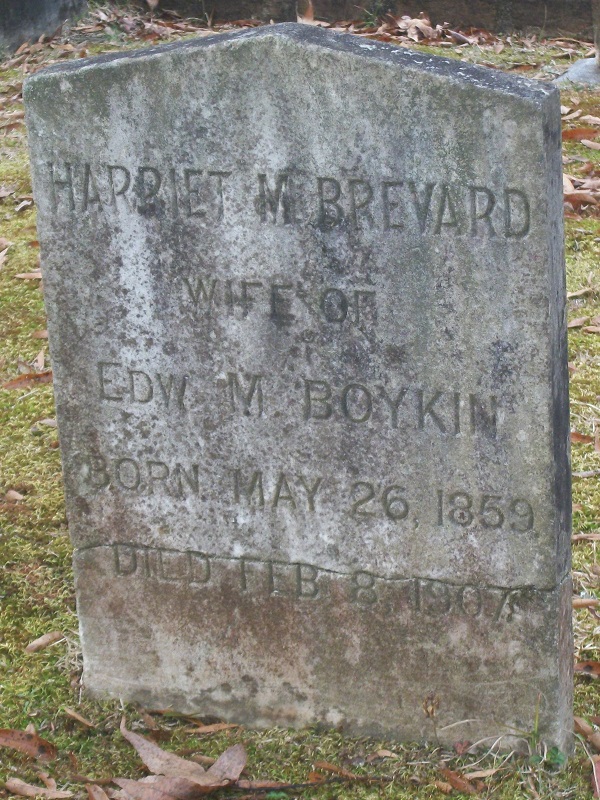 HARRIET M. BREVARD
WIFE OF
EDW. M. BOYKIN
BORN MAY 26, 1859,
DIED FEB 8, 1907.